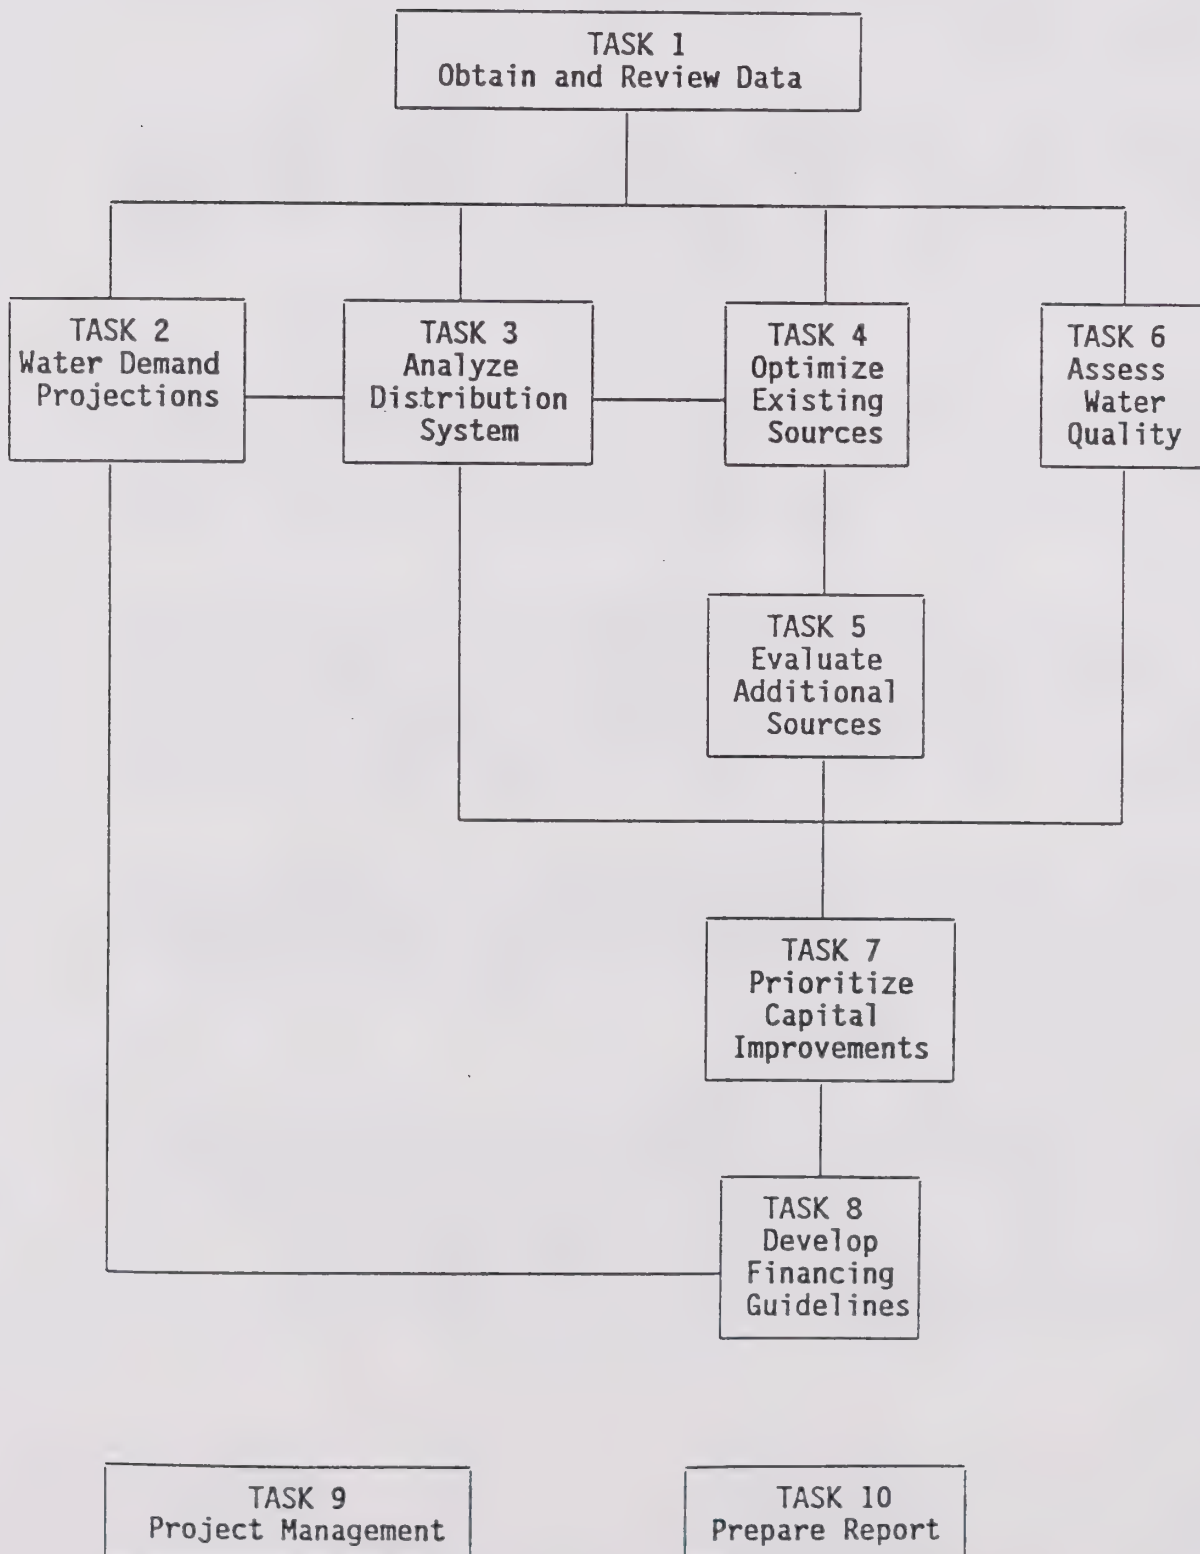 TASK 1
Obtain and Review Data
TASK 2
Water Demand
Projections
TASK 3
Analyze
Distribution
System
TASK 4
Optimize
Existing
Sources
TASK 6
Assess
Water
Quality
TASK 5
Evaluate
Additional
Sources
TASK 7
Prioritize
Capital
Improvements
TASK 8
Develop
Financing
Guidelines
TASK 9
Project Management
TASK 10
Prepare Report